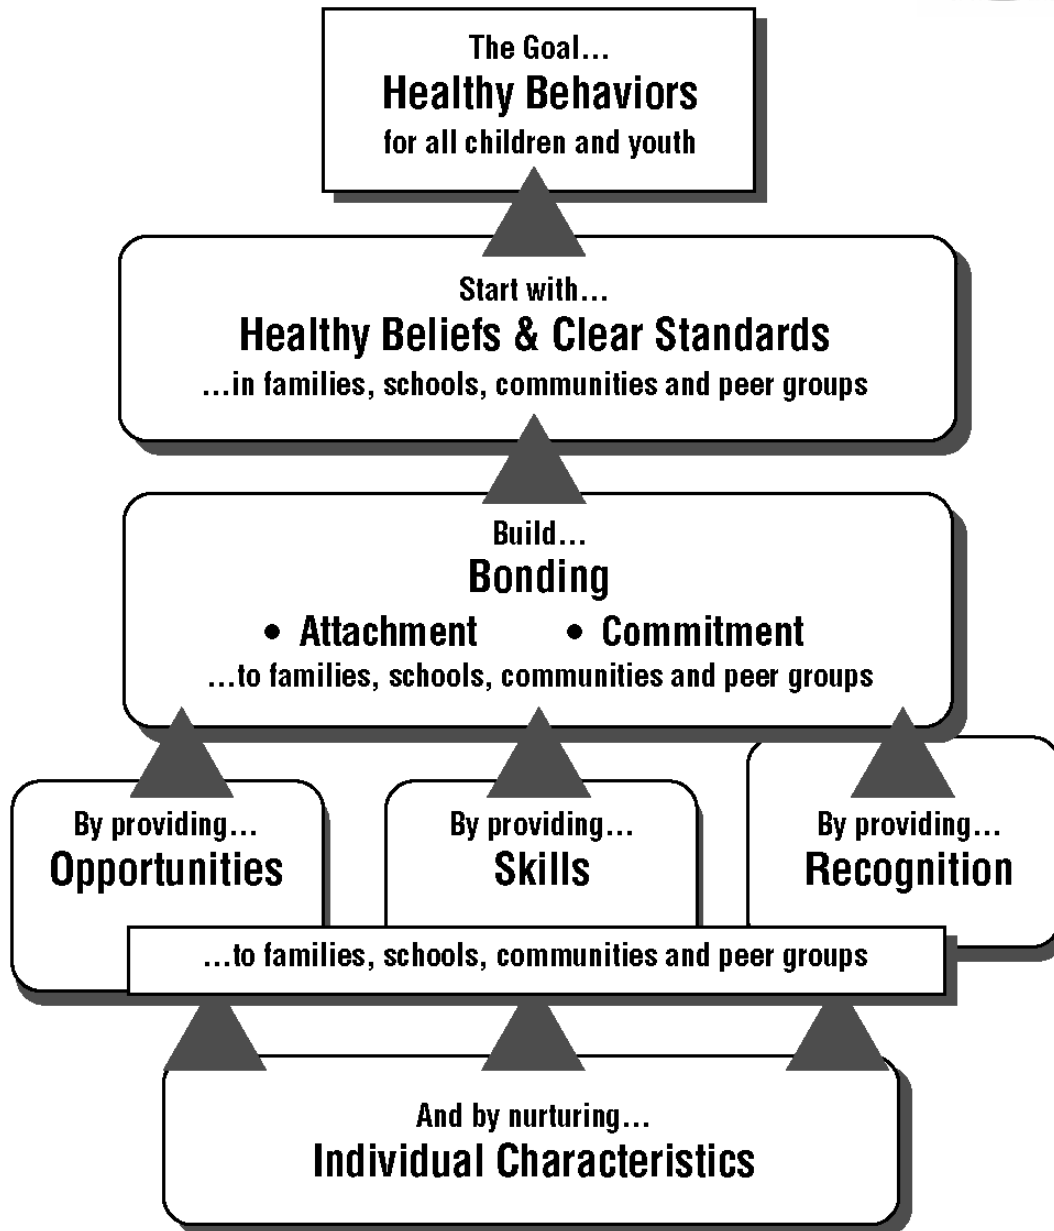 The Goal...
Healthy Behaviors
for all children and youth
Start with...
Healthy Beliefs & Clear Standards
...in families, schools, communities and peer groups
Build...
Bonding
• Attachment • Commitment
...to families, schools, communities and peer groups
By providing...
Opportunities
By providing...
Skills
By providing...
Recognition
...to families, schools, communities and peer groups
And by nurturing...
Individual Characteristics